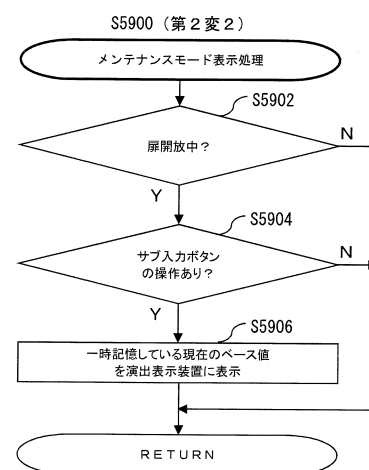 S5900（第２変２）
メンテナンスモード表示処理
S5902
扉開放中？
N
Y
S5904
サブ入力ボタン
の操作あり？
N
Y
S5906
一時記憶している現在のベース値
を演出表示装置に表示
ＲＥＴＵＲＮ